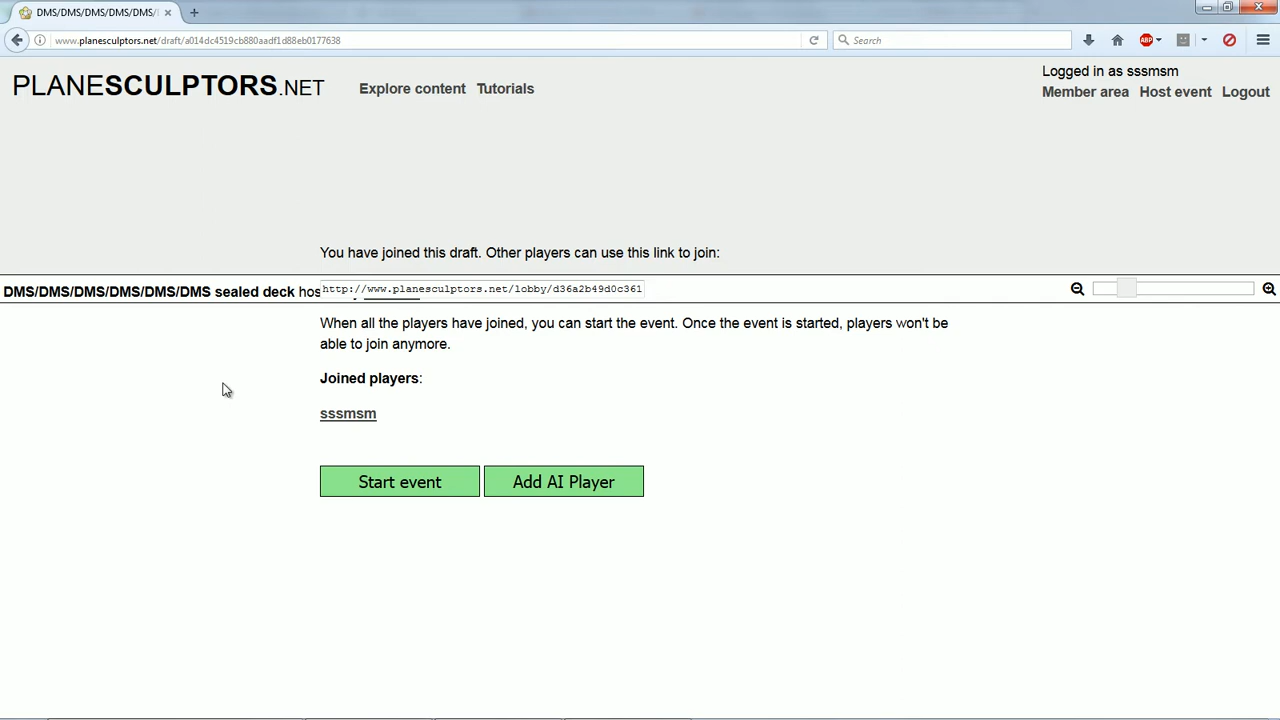 DMS/DMS/DMS/DMS/DMS/
www.planesculptors.net/draft/a014dc4519cb880aadf1d88eb0177638
Search
ABP
PLANESCULPTORS.NET
Explore content
Tutorials
Logged in as sssmsm
Member area
Host event
Logout
You have joined this draft. Other players can use this link to join:
DMS/DMS/DMS/DMS/DMS/DMS sealed deck hos
http://www.planesculptors.net/lobby/d36a2b49d0c361
When all the players have joined, you can start the event. Once the event is started, players won't be
able to join anymore.
Joined players:
sssmsm
Start event
Add AI Player